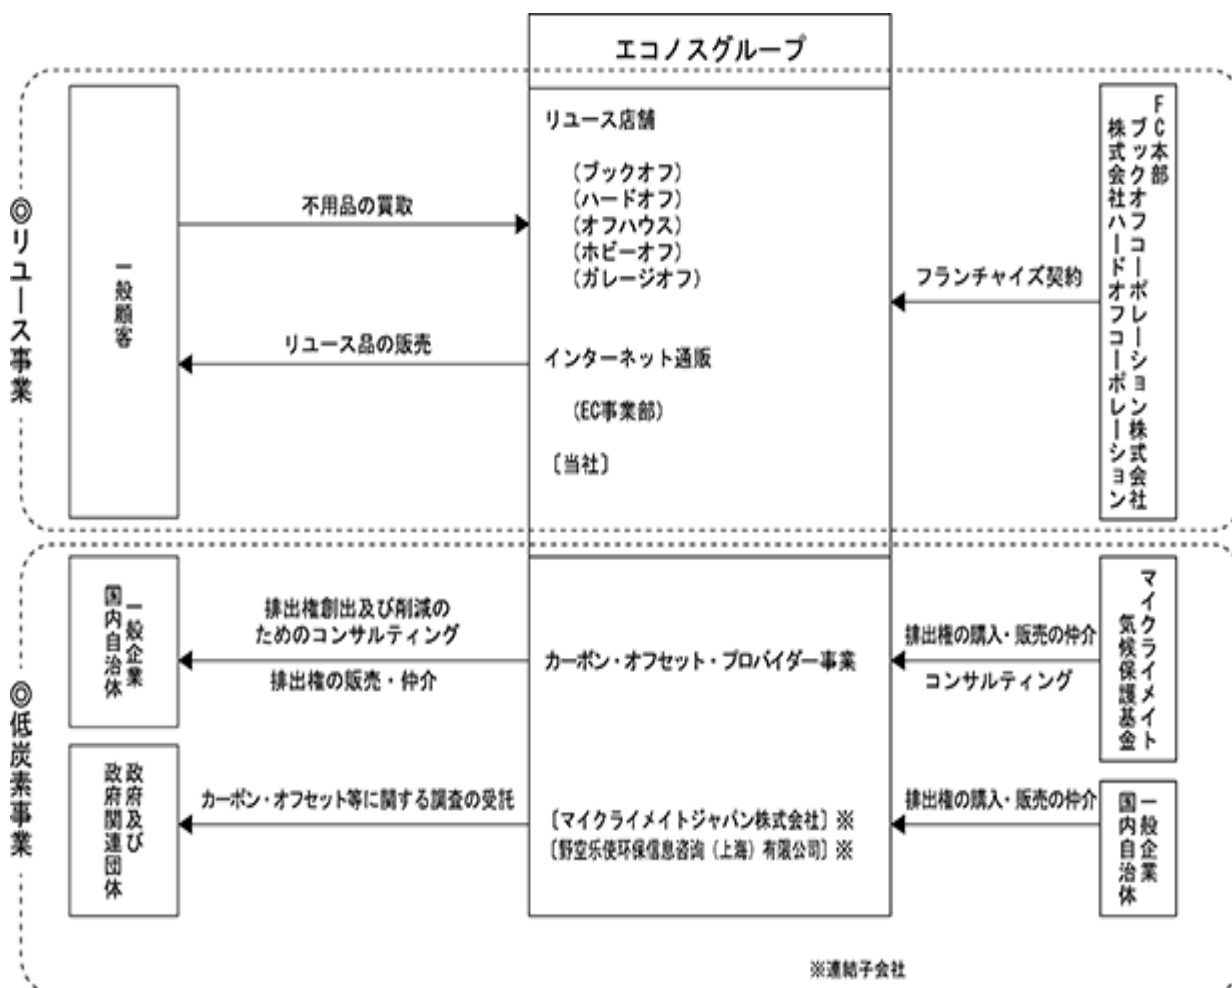 エコノスグループ
◎リユース事業
一般顧客
不用品の買取
リユース品の販売
リユース店舗
(ブックオフ)
(ハードオフ)
(オフハウス)
(ホビーオフ)
(ガレージオフ)
インターネット通販
(EC事業部)
〔当社〕
フランチャイズ契約
FC本部
ブックオフコーポレーション株式会社
株式会社ハードオフコーポレーション
◎低炭素事業
一般企業
国内自治体
排出権創出及び削減の
ためのコンサルティング
排出権の販売・仲介
カーボン・オフセット・プロバイダー事業
排出権の購入・販売の仲介
コンサルティング
マイクライメイト
気候保護基金
政府及び
政府関連団体
カーボン・オフセット等に関する調査の受託
〔マイクライメイトジャパン株式会社〕※
〔野空乐使环保信息咨询（上海）有限公司〕※
排出権の購入・販売の仲介
一般企業
国内自治体
※連結子会社